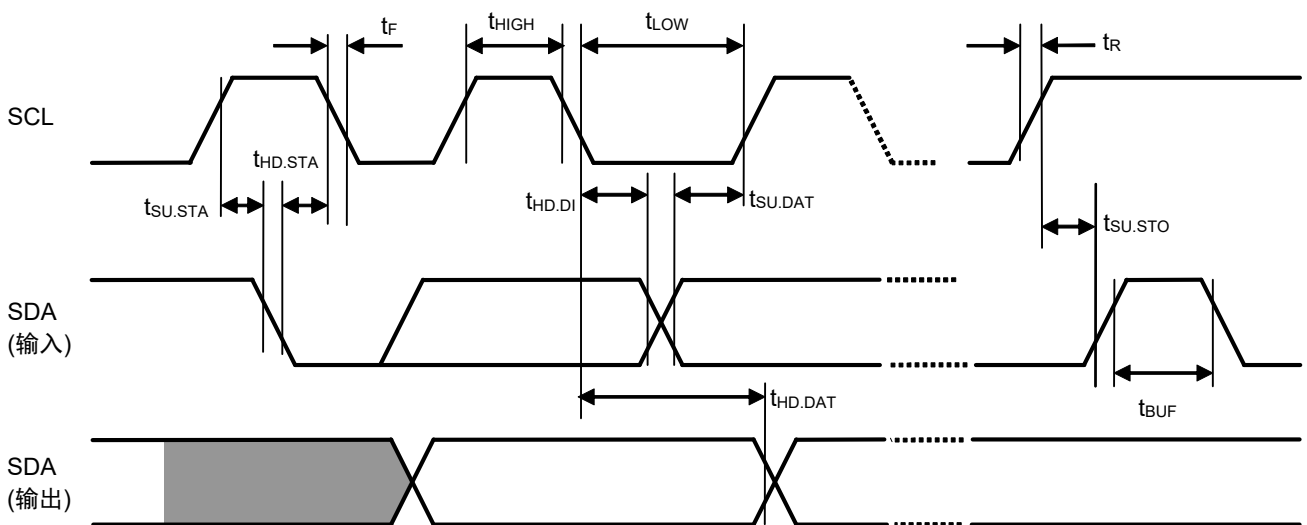 tF
tHIGH
tLOW
tR
SCL
tHD.STA
tSU.STA
tHD.DI
tSU.DAT
tSU.STO
SDA
(输入)
tHD.DAT
tBUF
SDA
(输出)